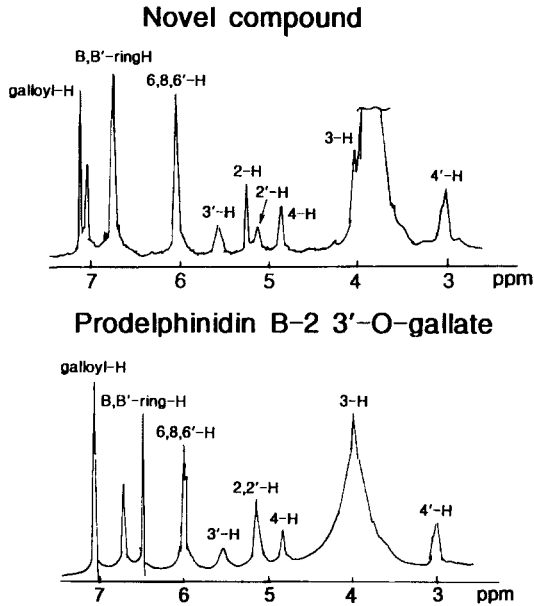 Novel compound
B,B′-ringH
galloyl-H
6,8,6′-H
3-H
2-H
2′-H
4′-H
3′-H
4-H
7 6 5 4 3 ppm
Prodelphinidin B-2 3′-O-gallate
galloyl-H
B,B′-ring-H
3-H
6,8,6′-H
2,2′-H
4-H
4′-H
3′-H
7 6 5 4 3 ppm